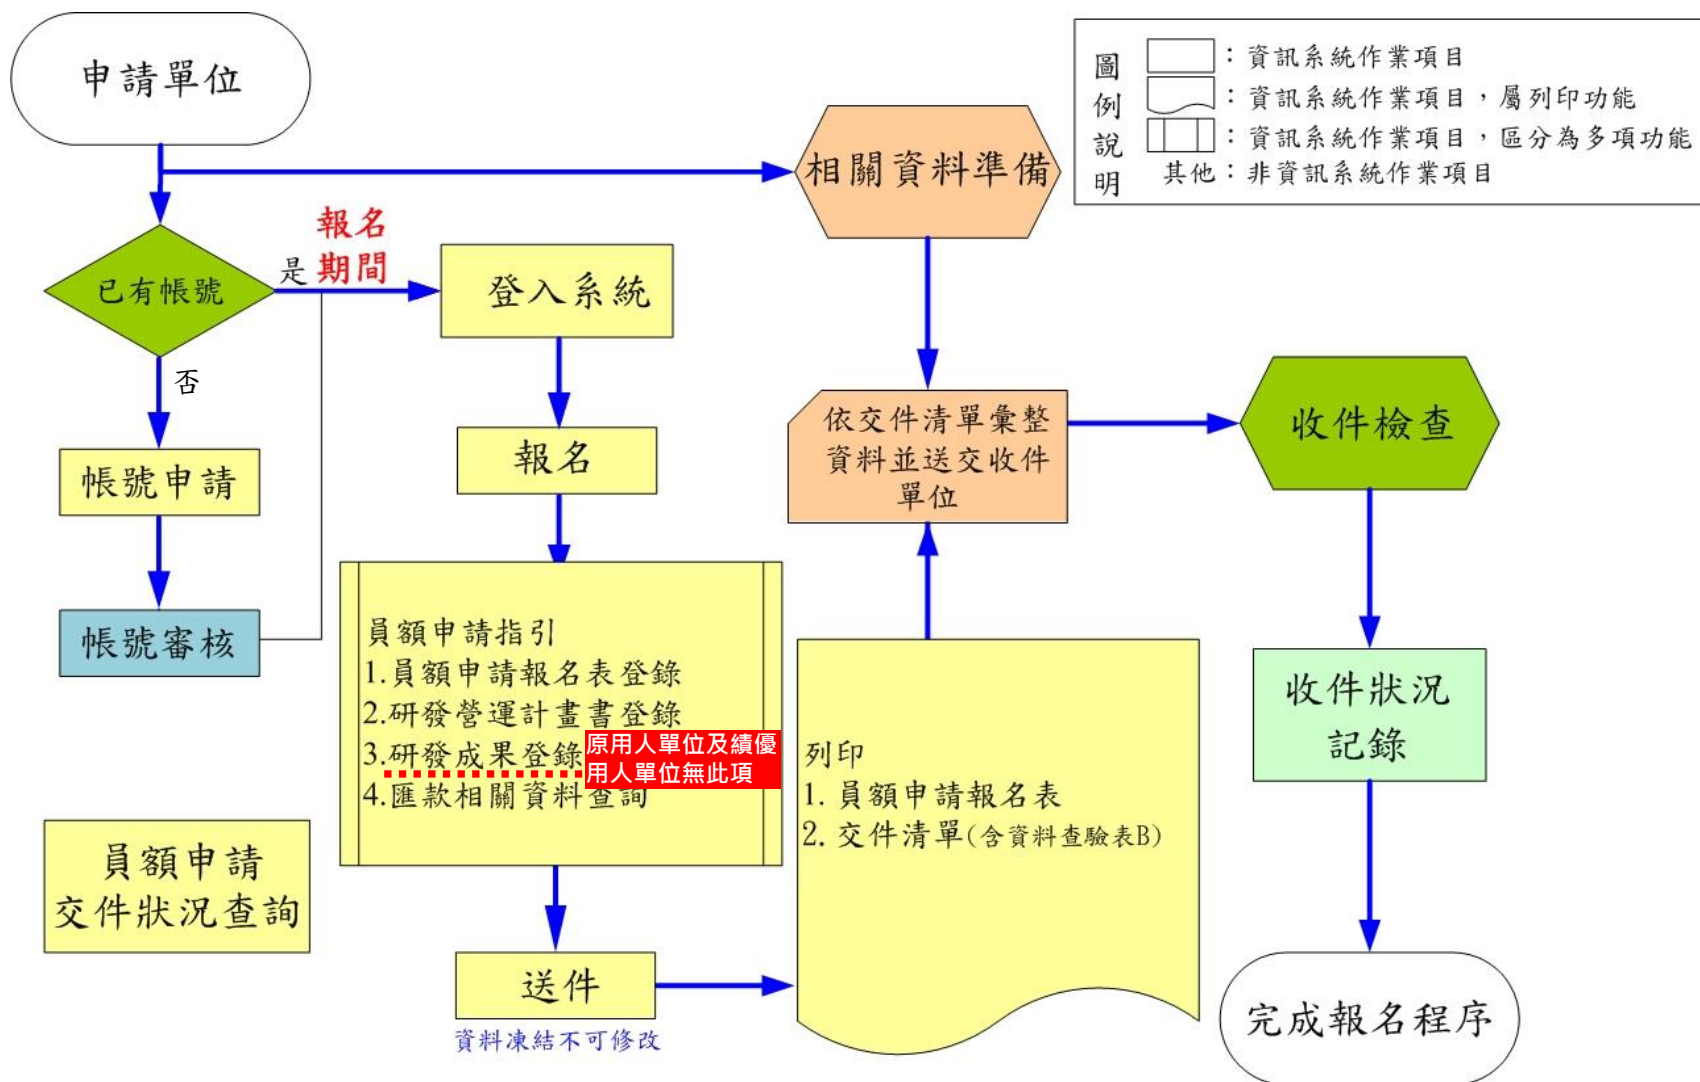 申請單位
圖例說明
：資訊系統作業項目
：資訊系統作業項目，屬列印功能
：資訊系統作業項目，區分為多項功能
其他：非資訊系統作業項目
相關資料準備
已有帳號
是
報名
期間
登入系統
否
帳號申請
帳號審核
報名
依交件清單彙整
資料並送交收件
單位
收件檢查
員額申請指引
1.員額申請報名表登錄
2.研發營運計畫書登錄
3.研發成果登錄
原用人單位及績優
用人單位無此項
4.匯款相關資料查詢
列印
1. 員額申請報名表
2. 交件清單(含資料查驗表B)
收件狀況
記錄
員額申請
交件狀況查詢
送件
資料凍結不可修改
完成報名程序